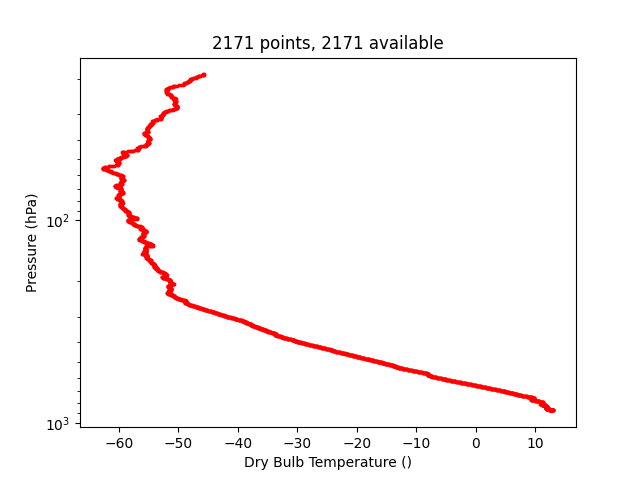 2171 points, 2171 available
Pressure (hPa)
10²
10³
−60 −50 −40 −30 −20 −10 0 10
Dry Bulb Temperature ()